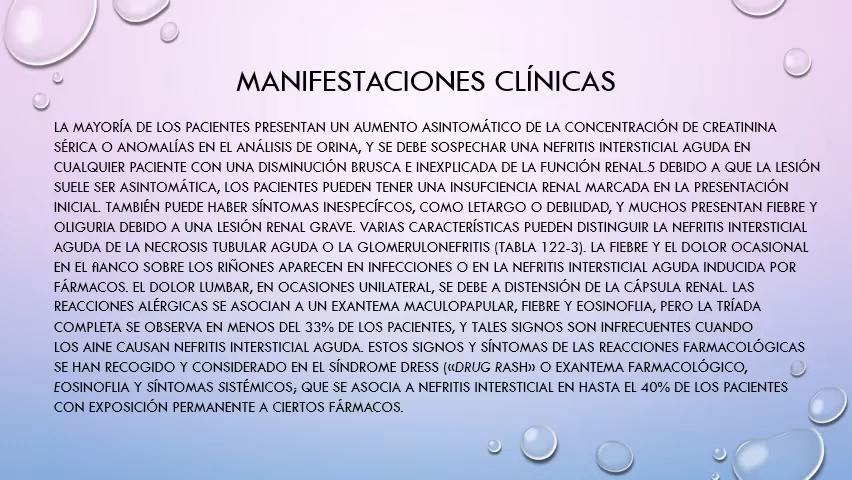 MANIFESTACIONES CLÍNICAS
LA MAYORÍA DE LOS PACIENTES PRESENTAN UN AUMENTO ASINTOMÁTICO DE LA CONCENTRACIÓN DE CREATININA
SÉRICA O ANOMALÍAS EN EL ANÁLISIS DE ORINA, Y SE DEBE SOSPECHAR UNA NEFRITIS INTERSTICIAL AGUDA EN
CUALQUIER PACIENTE CON UNA DISMINUCIÓN BRUSCA E INEXPLICADA DE LA FUNCIÓN RENAL.5 DEBIDO A QUE LA LESIÓN
SUELE SER ASINTOMÁTICA, LOS PACIENTES PUEDEN TENER UNA INSUFCIENCIA RENAL MARCADA EN LA PRESENTACIÓN
INICIAL. TAMBIÉN PUEDE HABER SÍNTOMAS INESPECÍFCOS, COMO LETARGO O DEBILIDAD, Y MUCHOS PRESENTAN FIEBRE Y
OLIGURIA DEBIDO A UNA LESIÓN RENAL GRAVE. VARIAS CARACTERÍSTICAS PUEDEN DISTINGUIR LA NEFRITIS INTERSTICIAL
AGUDA DE LA NECROSIS TUBULAR AGUDA O LA GLOMERULONEFRITIS (TABLA 122-3). LA FIEBRE Y EL DOLOR OCASIONAL
EN EL flANCO SOBRE LOS RIÑONES APARECEN EN INFECCIONES O EN LA NEFRITIS INTERSTICIAL AGUDA INDUCIDA POR
FÁRMACOS. EL DOLOR LUMBAR, EN OCASIONES UNILATERAL, SE DEBE A DISTENSIÓN DE LA CÁPSULA RENAL. LAS
REACCIONES ALÉRGICAS SE ASOCIAN A UN EXANTEMA MACULOPAPULAR, FIEBRE Y EOSINOFLIA, PERO LA TRÍADA
COMPLETA SE OBSERVA EN MENOS DEL 33% DE LOS PACIENTES, Y TALES SIGNOS SON INFRECUENTES CUANDO
LOS AINE CAUSAN NEFRITIS INTERSTICIAL AGUDA. ESTOS SIGNOS Y SÍNTOMAS DE LAS REACCIONES FARMACOLÓGICAS
SE HAN RECOGIDO Y CONSIDERADO EN EL SÍNDROME DRESS («DRUG RASH» O EXANTEMA FARMACOLÓGICO,
EOSINOFLIA Y SÍNTOMAS SISTÉMICOS; QUE SE ASOCIA A NEFRITIS INTERSTICIAL EN HASTA EL 40% DE LOS PACIENTES
CON EXPOSICIÓN PERMANENTE A CIERTOS FÁRMACOS.